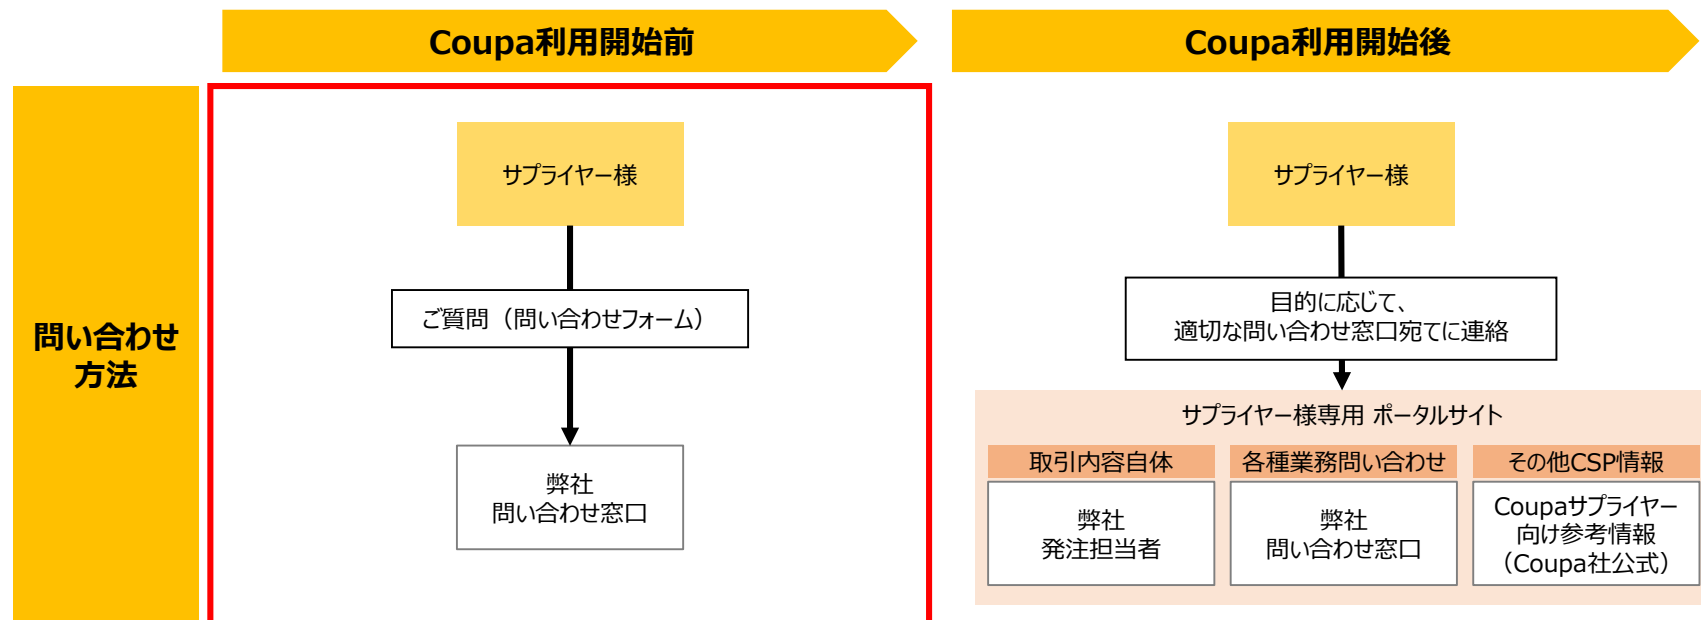 Coupa利用開始前
Coupa利用開始後
問い合わせ
方法
サプライヤー様
ご質問（問い合わせフォーム）
弊社
問い合わせ窓口
サプライヤー様
目的に応じて、
適切な問い合わせ窓口宛てに連絡
サプライヤー様専用 ポータルサイト
取引内容自体
弊社
発注担当者
各種業務問い合わせ
弊社
問い合わせ窓口
その他CSP情報
Coupaサプライヤー
向け参考情報
（Coupa社公式）